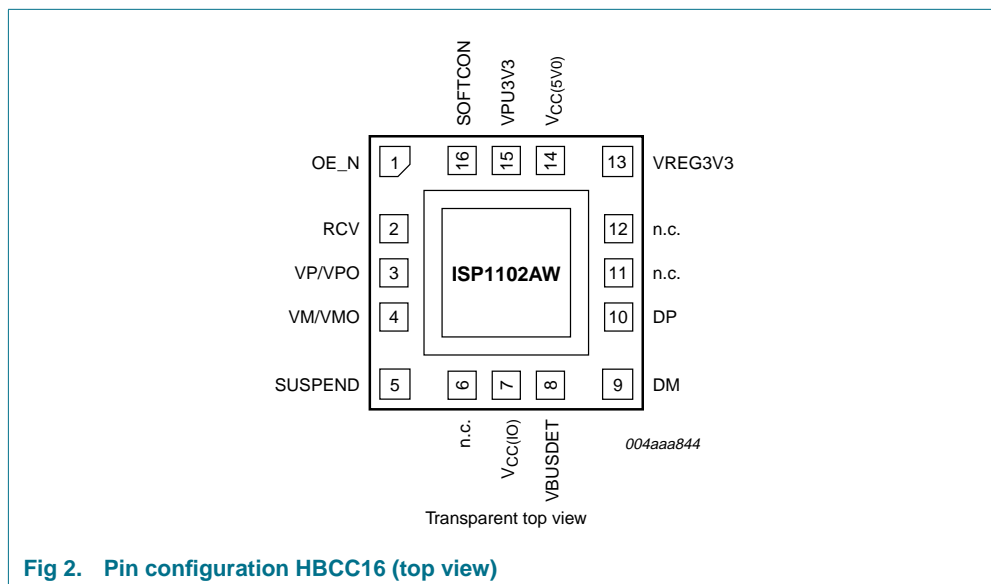 SOFTCON
VPU3V3
VCC(5V0)
OE_N 1
16
15
14
13 VREG3V3
RCV 2
12 n.c.
VP/VPO 3
ISP1102AW
11 n.c.
VM/VMO 4
10 DP
SUSPEND 5
6
7
8
9 DM
n.c.
VCC(IO)
VBUSDET
004aaa844
Transparent top view
Fig 2. Pin configuration HBCC16 (top view)